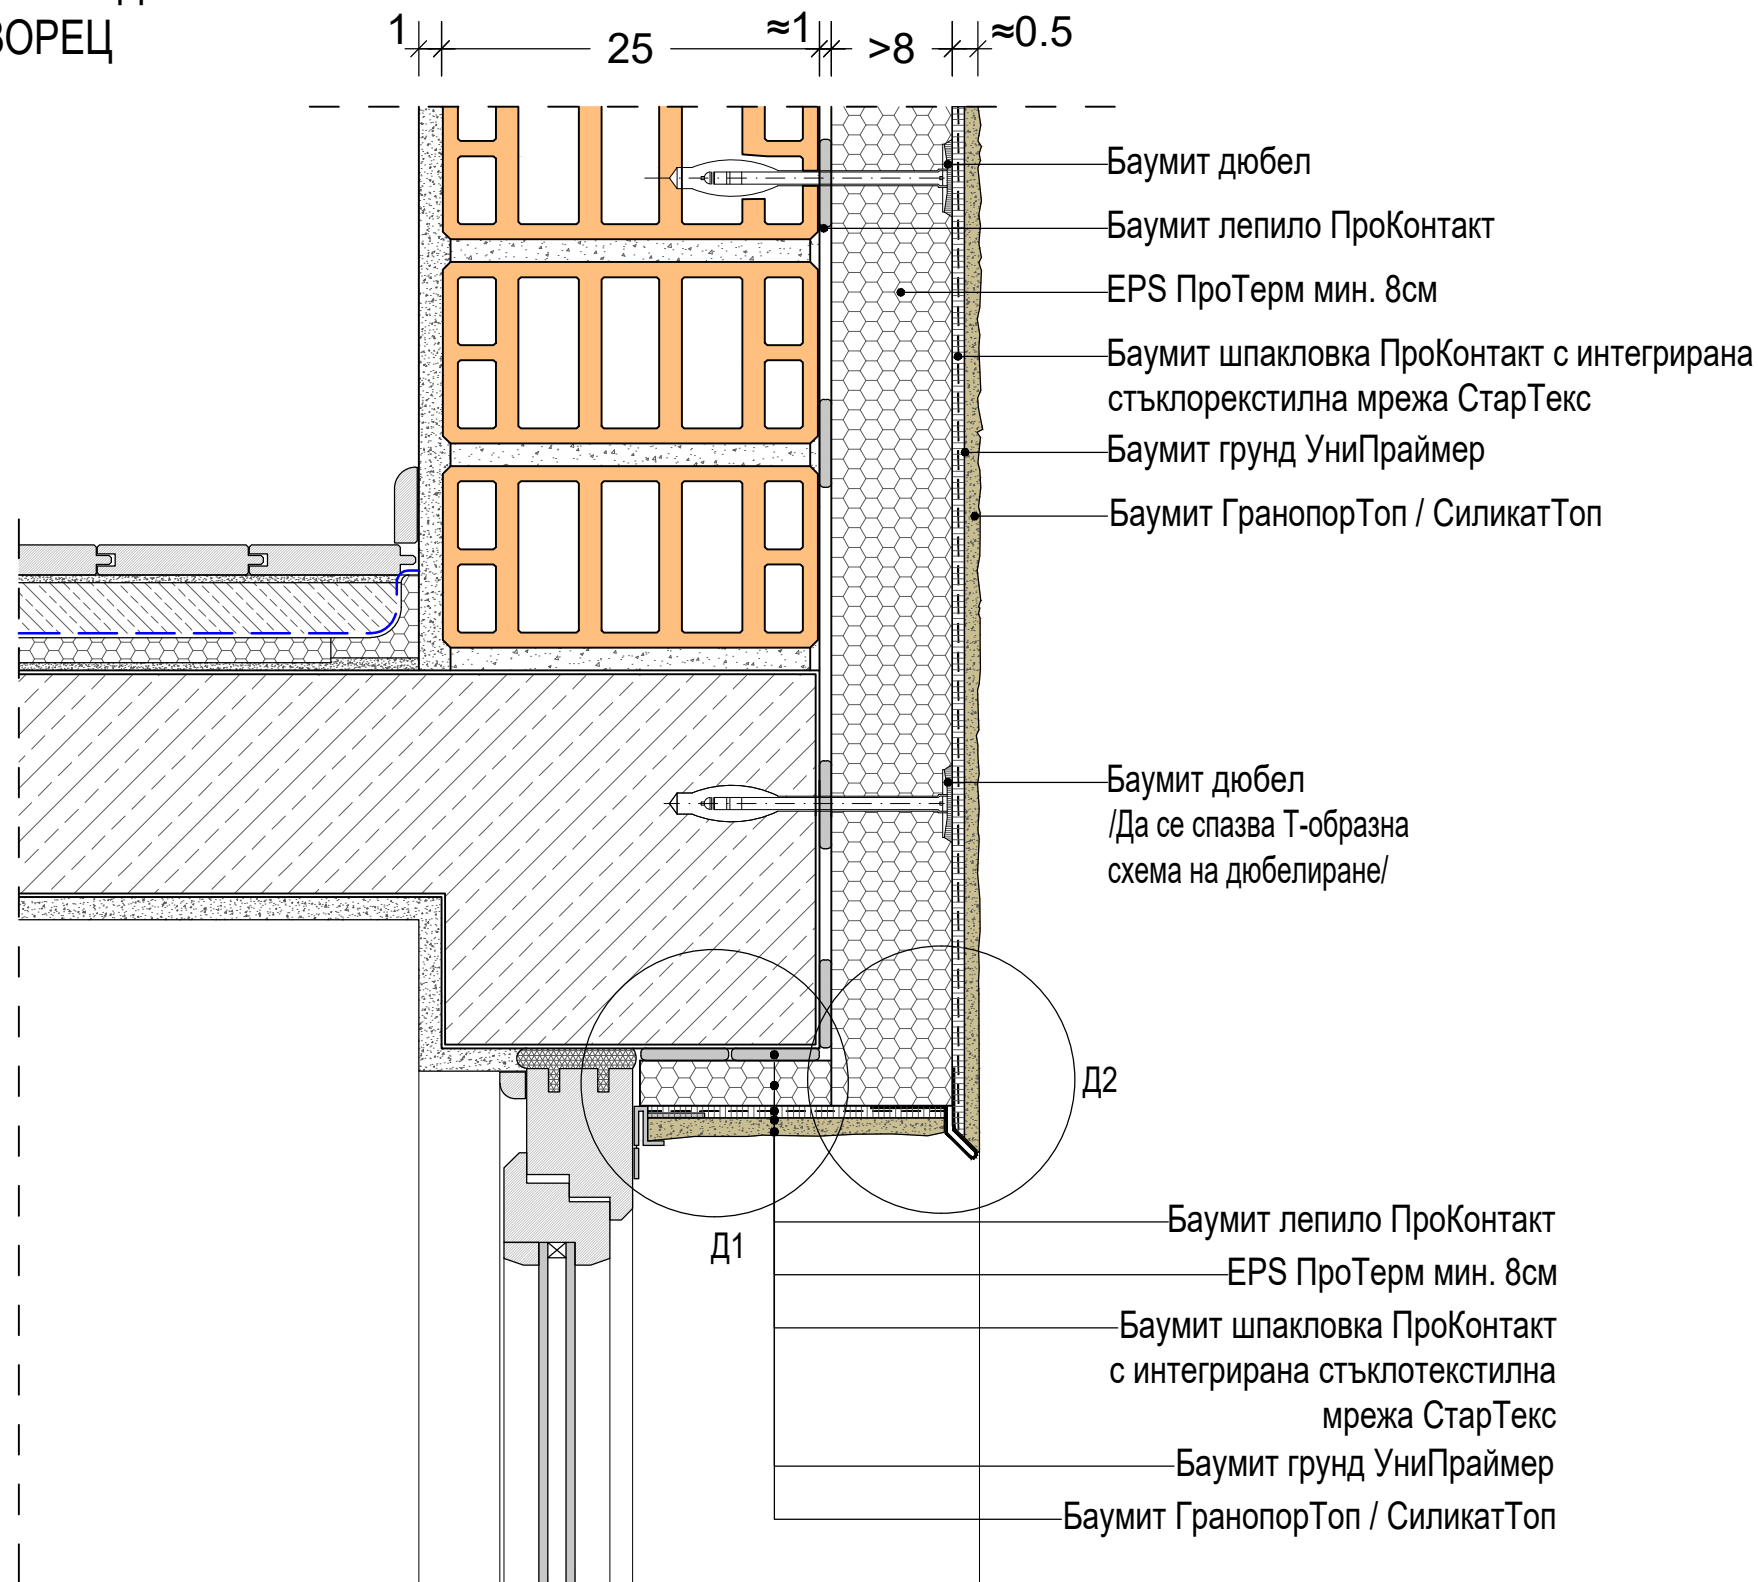 ВОРЕЦ
1 25 ≈1 >8 ≈0.5
Баумит дюбел
Баумит лепило ПроКонтакт
EPS ПроТерм мин. 8см
Баумит шпакловка ПроКонтакт с интегрирана
стъклорекстилна мрежа СтарТекс
Баумит грунд УниПраймер
Баумит ГранопорТоп / СиликатТоп
Баумит дюбел
/Да се спазва Т-образна
схема на дюбелиране/
Д2
Д1
Баумит лепило ПроКонтакт
EPS ПроТерм мин. 8см
Баумит шпакловка ПроКонтакт
с интегрирана стъклотекстилна
мрежа СтарТекс
Баумит грунд УниПраймер
Баумит ГранопорТоп / СиликатТоп